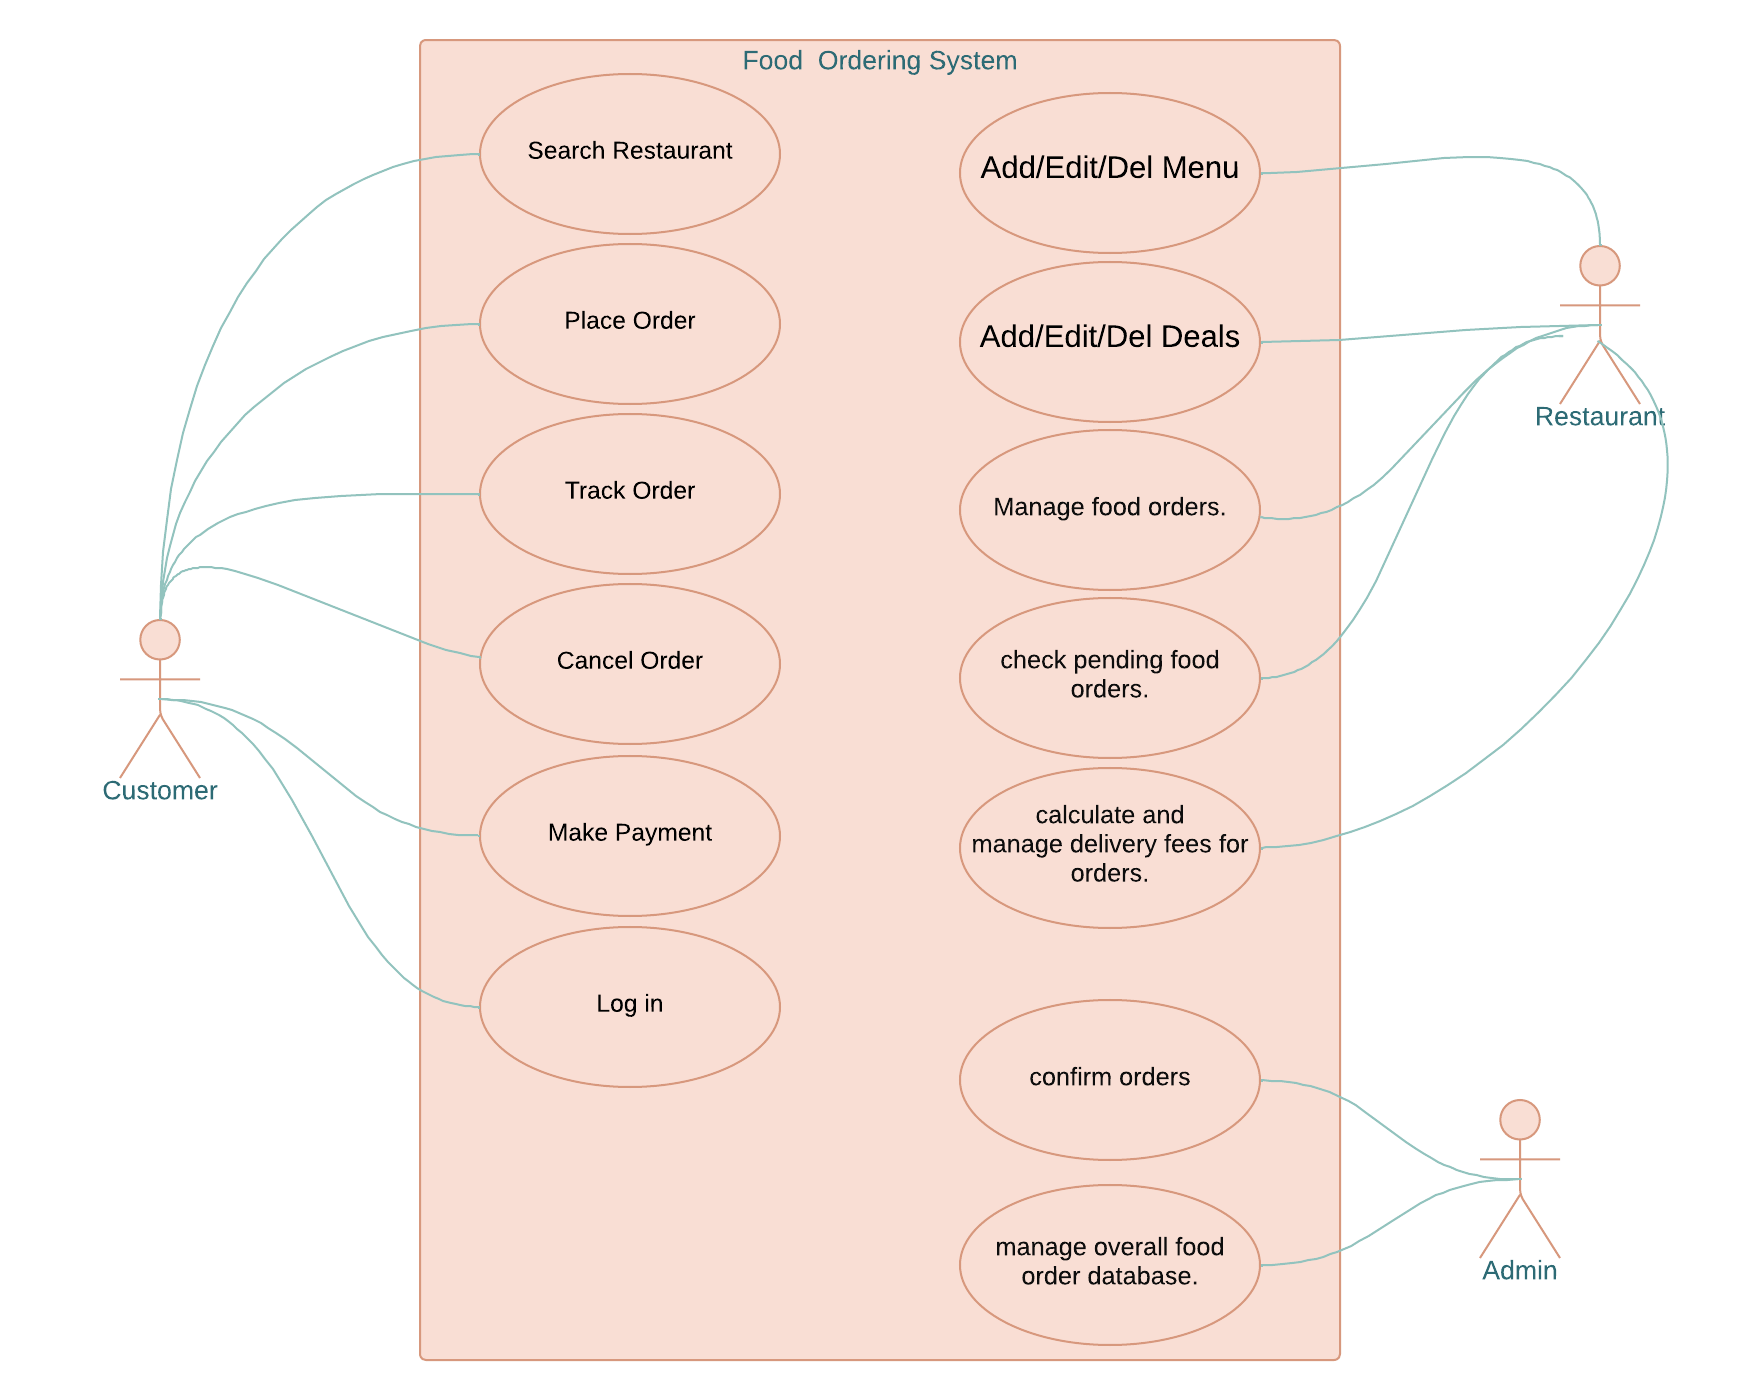 Food  Ordering System
Search Restaurant
Place Order
Track Order
Cancel Order
Make Payment
Log in
Add/Edit/Del Menu
Add/Edit/Del Deals
Manage food orders.
check pending food
orders.
calculate and
manage delivery fees for
orders.
confirm orders
manage overall food
order database.
Customer
Restaurant
Admin